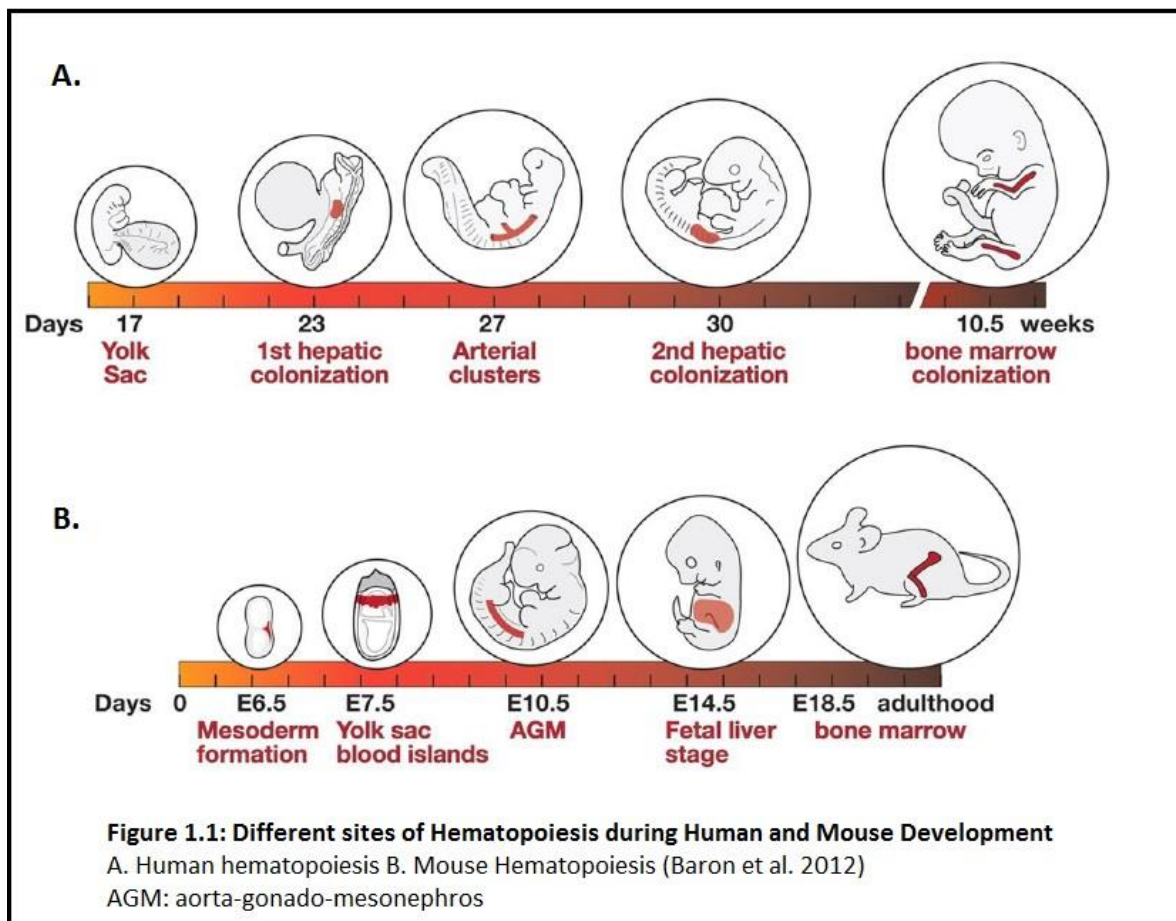 A.
Days 17 23 27 30 10.5 weeks
Yolk Sac
1st hepatic colonization
Arterial clusters
2nd hepatic colonization
bone marrow colonization
B.
Days 0 E6.5 E7.5 E10.5 E14.5 E18.5 adulthood
Mesoderm formation
Yolk sac blood islands
AGM
Fetal liver stage
bone marrow
Figure 1.1: Different sites of Hematopoiesis during Human and Mouse Development
A. Human hematopoiesis B. Mouse Hematopoiesis (Baron et al. 2012)
AGM: aorta-gonado-mesonephros